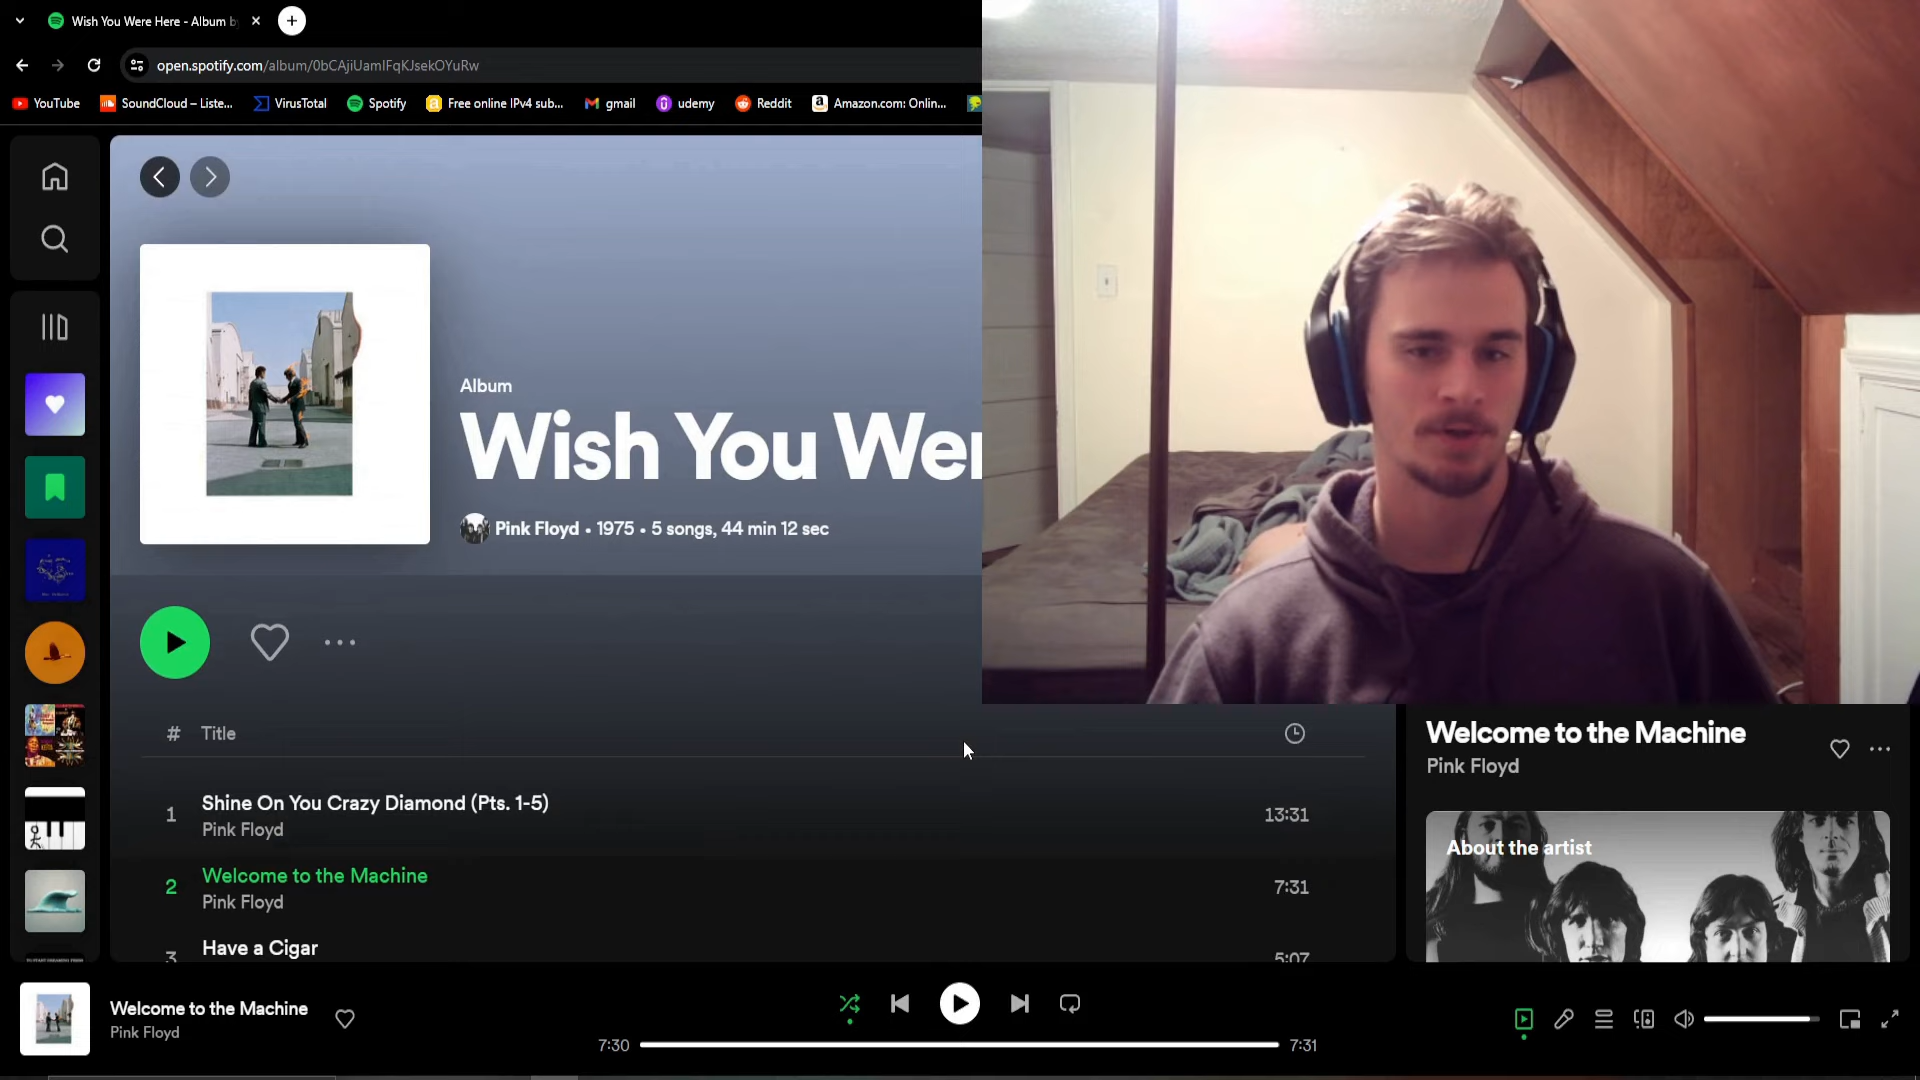 Wish You Were Here - Album b
open.spotify.com/album/0bCAjiUamIFqKJsekOYuRw
YouTube
SoundCloud – Liste...
VirusTotal
Spotify
Free online IPv4 sub...
gmail
udemy
Reddit
Amazon.com: Onlin...
Album
Wish You Wer
Pink Floyd • 1975 • 5 songs, 44 min 12 sec
# Title
1 Shine On You Crazy Diamond (Pts. 1-5) 13:31
Pink Floyd
2 Welcome to the Machine 7:31
Pink Floyd
3 Have a Cigar 5:07
Welcome to the Machine
Pink Floyd
About the artist
Welcome to the Machine
Pink Floyd
7:30
7:31